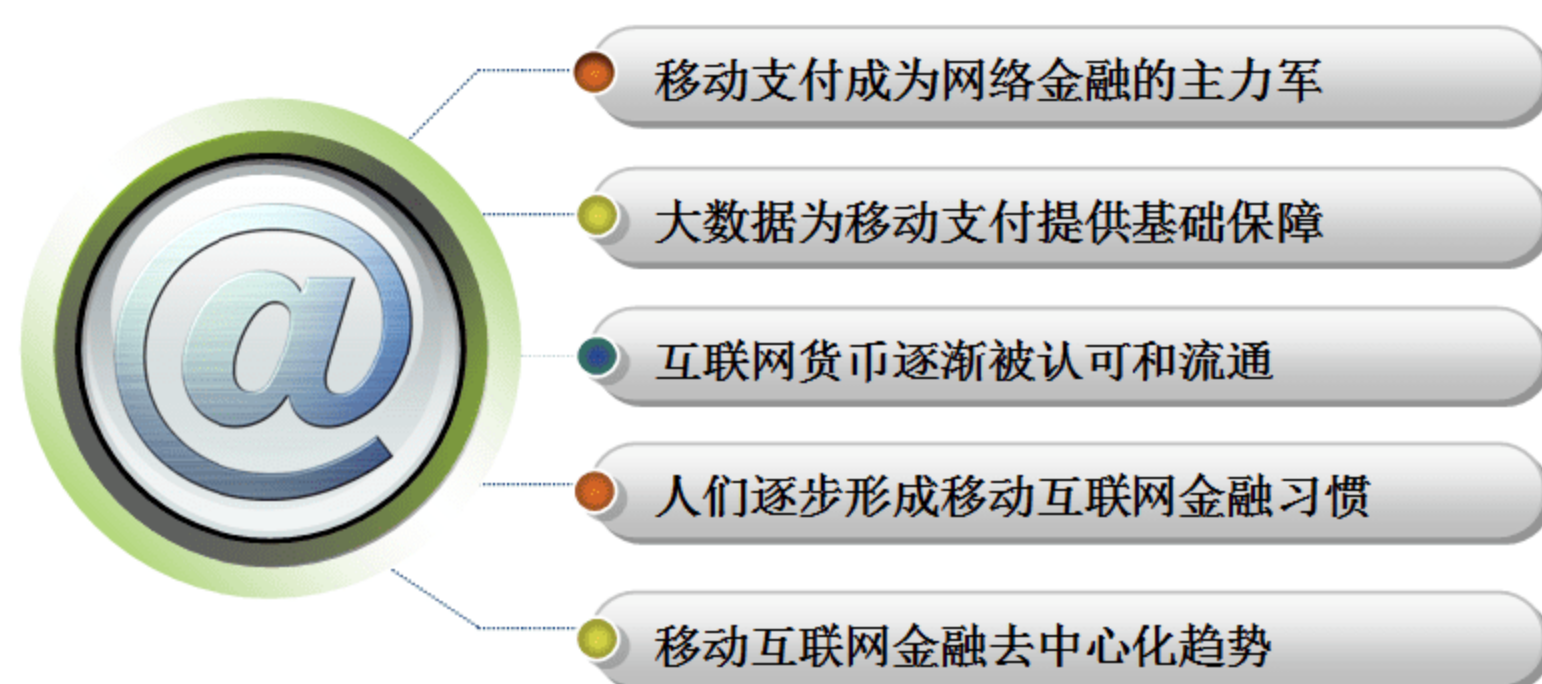 @
移动支付成为网络金融的主力军
大数据为移动支付提供基础保障
互联网货币逐渐被认可和流通
人们逐步形成移动互联网金融习惯
移动互联网金融去中心化趋势